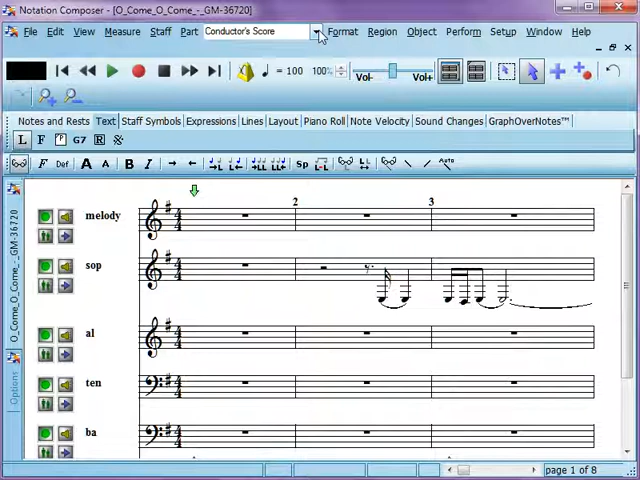 Notation Composer - [O_Come_O_Come_-_GM-36720]
File Edit View Measure Staff Part Conductor's Score Format Region Object Perform Setup Window Help
= 100 100% Vol- Vol+
Notes and Rests Text Staff Symbols Expressions Lines Layout Piano Roll Note Velocity Sound Changes GraphOverNotes™
L F P G7 R
F Def A A B I Sp L-R Auto
2 3
melody
sop
al
ten
ba
O_Come_O_Come_-_GM-36720
Options
page 1 of 8